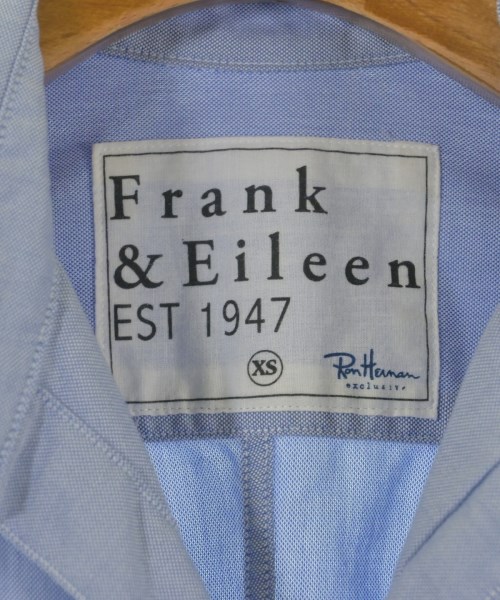 Frank
& Eileen
EST 1947
XS
Ron Herman
exclusive